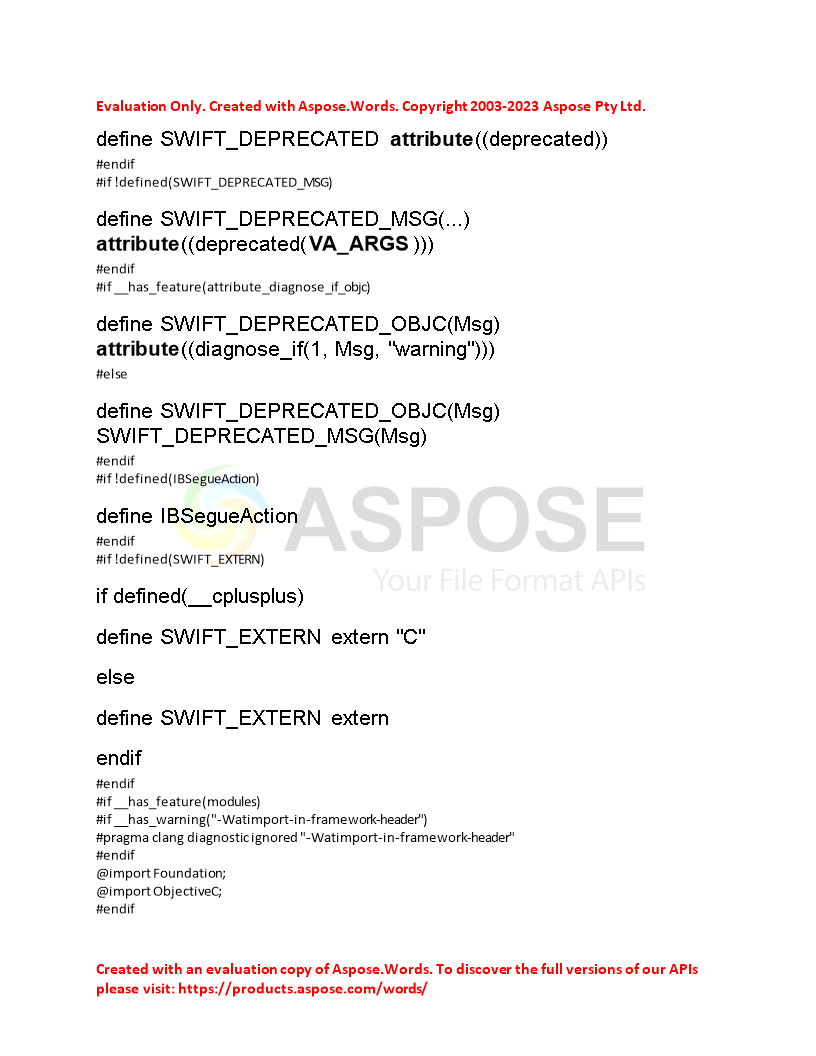 Evaluation Only. Created with Aspose.Words. Copyright 2003-2023 Aspose Pty Ltd.
define SWIFT_DEPRECATED attribute((deprecated))
#endif
#if !defined(SWIFT_DEPRECATED_MSG)
define SWIFT_DEPRECATED_MSG(...)
attribute((deprecated(VA_ARGS)))
#endif
#if __has_feature(attribute_diagnose_if_objc)
define SWIFT_DEPRECATED_OBJC(Msg)
attribute((diagnose_if(1, Msg, "warning")))
#else
define SWIFT_DEPRECATED_OBJC(Msg)
SWIFT_DEPRECATED_MSG(Msg)
#endif
#if !defined(IBSegueAction)
define IBSegueAction
ASPOSE
#endif
#if !defined(SWIFT_EXTERN)
Your File Format APIs
if defined(__cplusplus)
define SWIFT_EXTERN extern "C"
else
define SWIFT_EXTERN extern
endif
#endif
#if __has_feature(modules)
#if __has_warning("-Watimport-in-framework-header")
#pragma clang diagnostic ignored "-Watimport-in-framework-header"
#endif
@import Foundation;
@import ObjectiveC;
#endif
Created with an evaluation copy of Aspose.Words. To discover the full versions of our APIs
please visit: https://products.aspose.com/words/